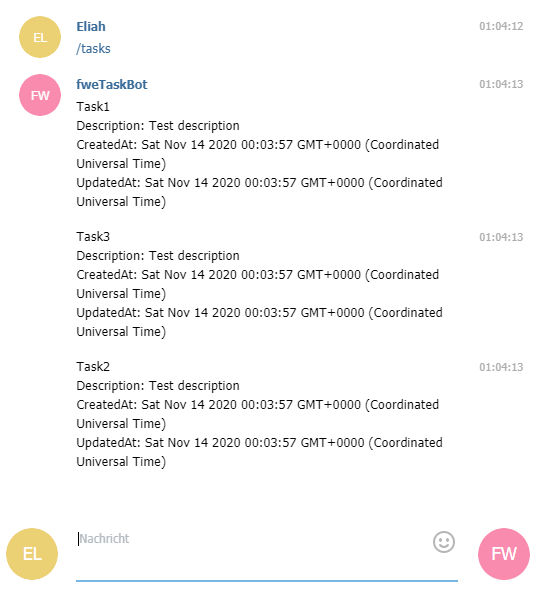 EL
Eliah
01:04:12
/tasks
FW
fweTaskBot
01:04:13
Task1
Description: Test description
CreatedAt: Sat Nov 14 2020 00:03:57 GMT+0000 (Coordinated
Universal Time)
UpdatedAt: Sat Nov 14 2020 00:03:57 GMT+0000 (Coordinated
Universal Time)
Task3
01:04:13
Description: Test description
CreatedAt: Sat Nov 14 2020 00:03:57 GMT+0000 (Coordinated
Universal Time)
UpdatedAt: Sat Nov 14 2020 00:03:57 GMT+0000 (Coordinated
Universal Time)
Task2
01:04:13
Description: Test description
CreatedAt: Sat Nov 14 2020 00:03:57 GMT+0000 (Coordinated
Universal Time)
UpdatedAt: Sat Nov 14 2020 00:03:57 GMT+0000 (Coordinated
Universal Time)
EL
Nachricht
FW